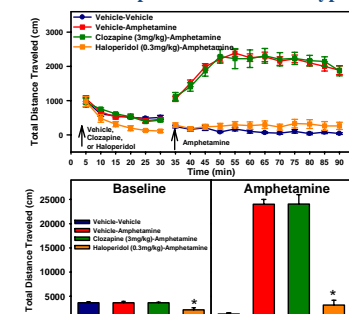 Vehicle-Vehicle
Vehicle-Amphetamine
Clozapine (3mg/kg)-Amphetamine
Haloperidol (0.3mg/kg)-Amphetamine
Total Distance Traveled (cm)
3000
2000
1000
0
Vehicle,
Clozapine,
or Haloperidol
Amphetamine
0 5 10 15 20 25 30 35 40 45 50 55 60 65 70 75 80 85 90
Time (min)
Baseline
Amphetamine
Total Distance Traveled (cm)
25000
20000
15000
10000
5000
Vehicle-Vehicle
Vehicle-Amphetamine
Clozapine (3mg/kg)-Amphetamine
Haloperidol (0.3mg/kg)-Amphetamine
*
*